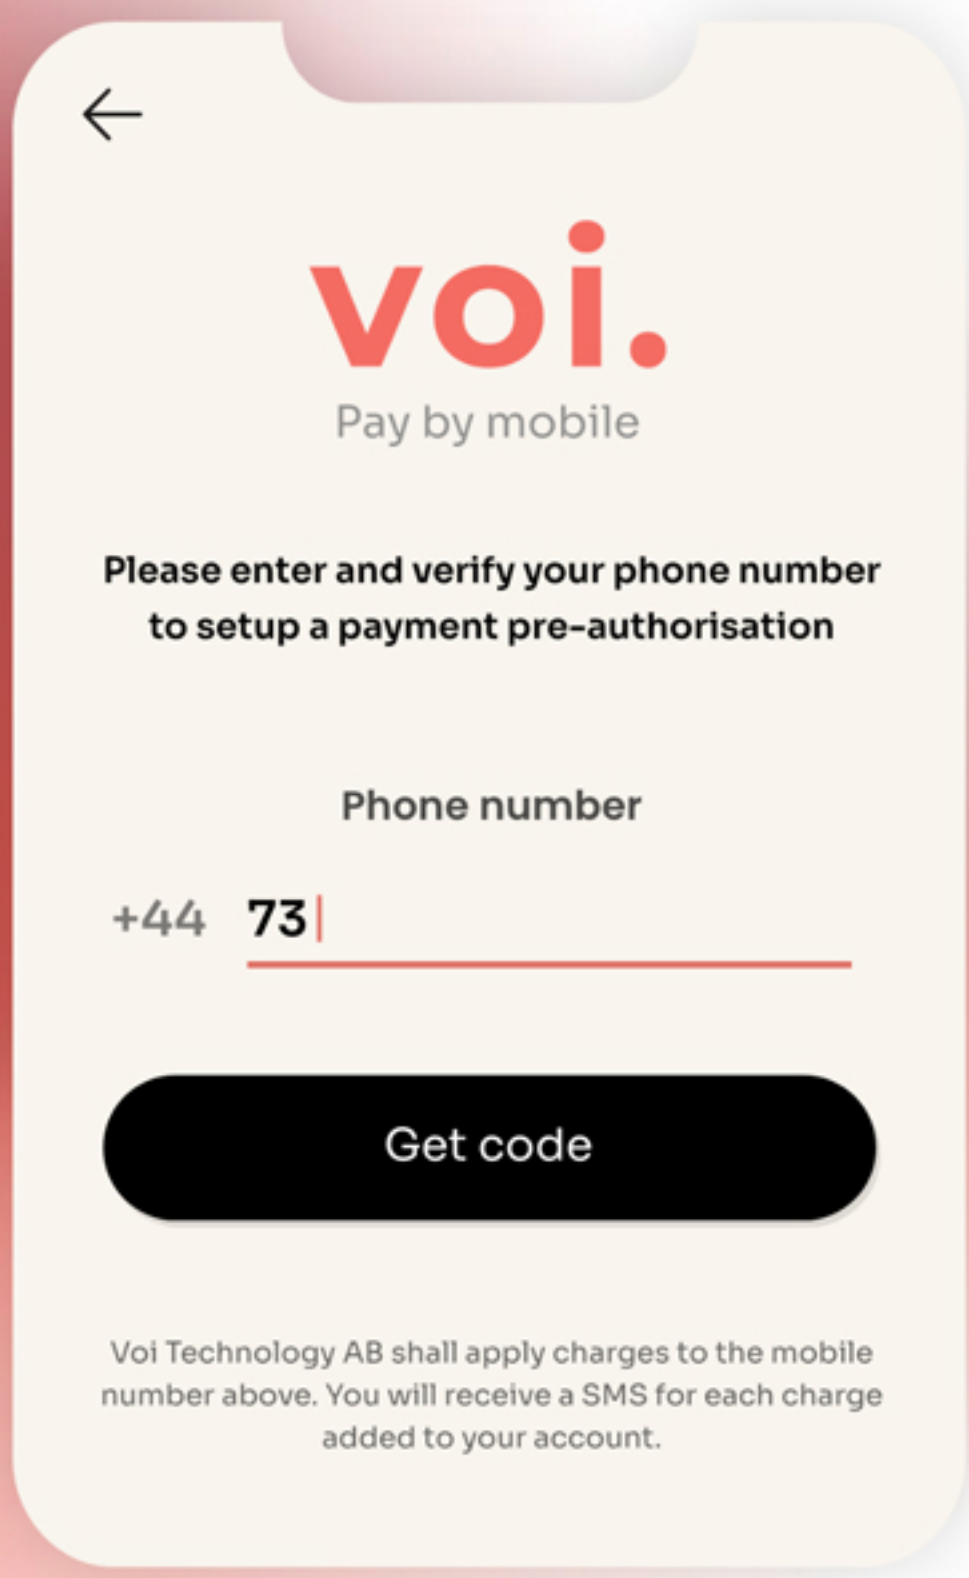 voi.
Pay by mobile
Please enter and verify your phone number
to setup a payment pre-authorisation
Phone number
+44 73
Get code
Voi Technology AB shall apply charges to the mobile
number above. You will receive a SMS for each charge
added to your account.